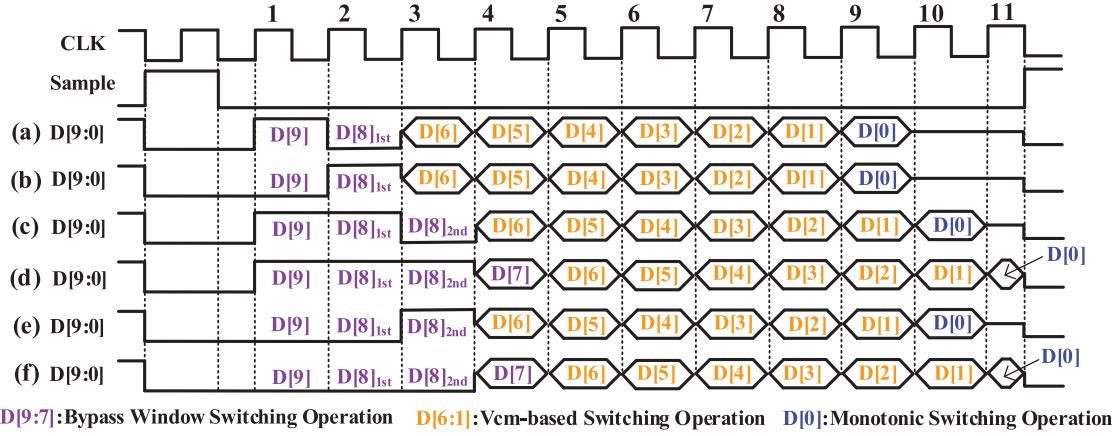 1 2 3 4 5 6 7 8 9 10 11
CLK
Sample
(a) D[9:0] D[9] D[8]1st D[6] D[5] D[4] D[3] D[2] D[1] D[0]
(b) D[9:0] D[9] D[8]1st D[6] D[5] D[4] D[3] D[2] D[1] D[0]
(c) D[9:0] D[9] D[8]1st D[8]2nd D[6] D[5] D[4] D[3] D[2] D[1] D[0]
(d) D[9:0] D[9] D[8]1st D[8]2nd D[7] D[6] D[5] D[4] D[3] D[2] D[1] D[0]
(e) D[9:0] D[9] D[8]1st D[8]2nd D[6] D[5] D[4] D[3] D[2] D[1] D[0]
(f) D[9:0] D[9] D[8]1st D[8]2nd D[7] D[6] D[5] D[4] D[3] D[2] D[1] D[0]
D[9:7]:Bypass Window Switching Operation D[6:1]:Vcm-based Switching Operation D[0]:Monotonic Switching Operation